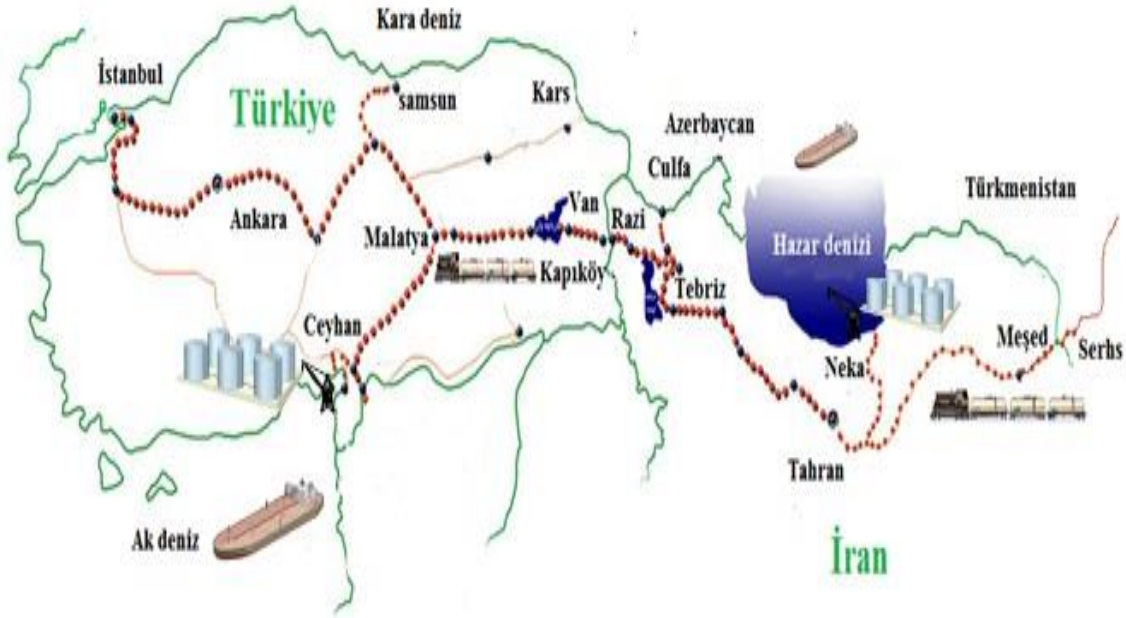 Kara deniz
İstanbul
Türkiye
samsun
Kars
Azerbaycan
Culfa
Türkmenistan
Van
Razi
Ankara
Malatya
Hazar denizi
Kapıköy
Tebriz
Ceyhan
Meşed
Serhs
Neka
Tahran
Ak deniz
İran